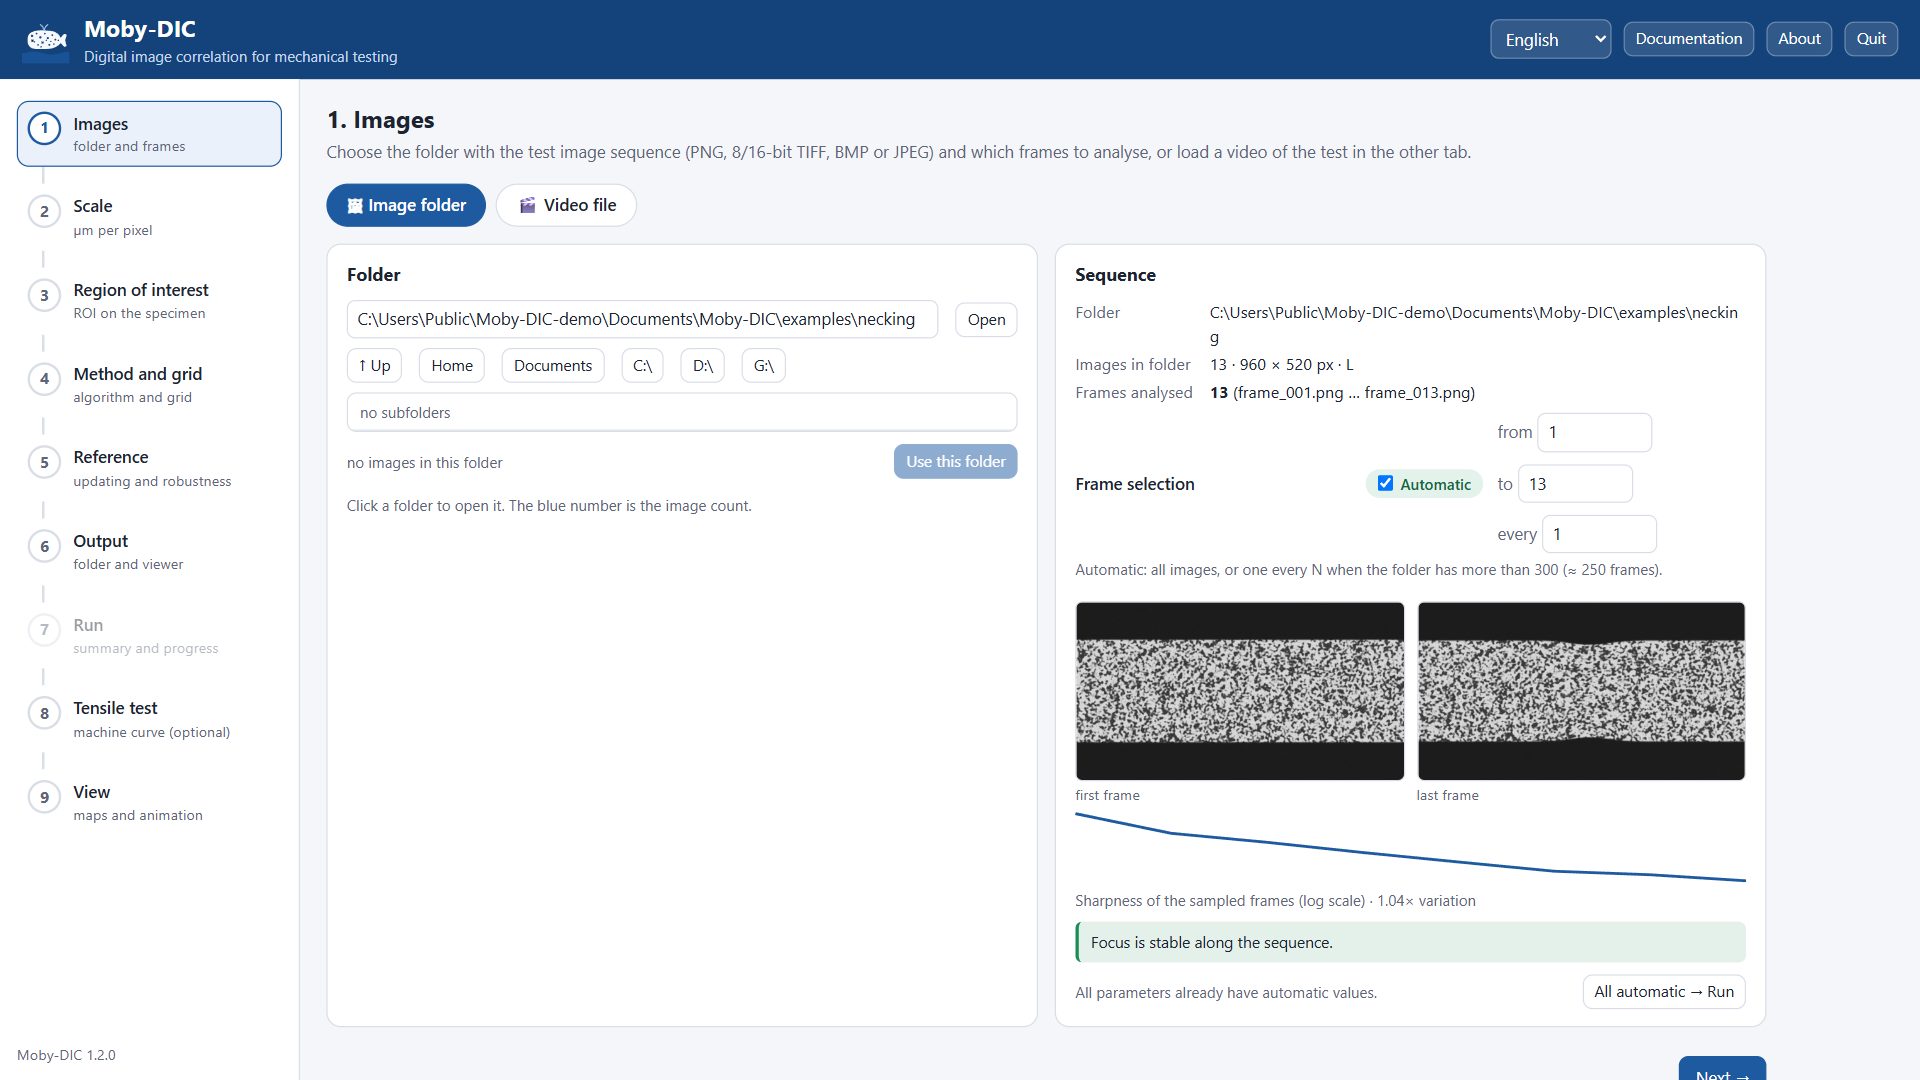 Moby-DIC
Digital image correlation for mechanical testing
English
Documentation
About
Quit
1
Images
folder and frames
2
Scale
µm per pixel
3
Region of interest
ROI on the specimen
4
Method and grid
algorithm and grid
5
Reference
updating and robustness
6
Output
folder and viewer
7
Run
summary and progress
8
Tensile test
machine curve (optional)
9
View
maps and animation
Moby-DIC 1.2.0
1. Images
Choose the folder with the test image sequence (PNG, 8/16-bit TIFF, BMP or JPEG) and which frames to analyse, or load a video of the test in the other tab.
Image folder
Video file
Folder
C:\Users\Public\Moby-DIC-demo\Documents\Moby-DIC\examples\necking
Open
↑ Up
Home
Documents
C:\
D:\
G:\
no subfolders
no images in this folder
Use this folder
Click a folder to open it. The blue number is the image count.
Sequence
Folder
C:\Users\Public\Moby-DIC-demo\Documents\Moby-DIC\examples\neckin
g
Images in folder
13 · 960 × 520 px · L
Frames analysed
13 (frame_001.png ... frame_013.png)
Frame selection
Automatic
from 1
to 13
every 1
Automatic: all images, or one every N when the folder has more than 300 (≈ 250 frames).
first frame
last frame
Sharpness of the sampled frames (log scale) · 1.04× variation
Focus is stable along the sequence.
All parameters already have automatic values.
All automatic → Run
Next →